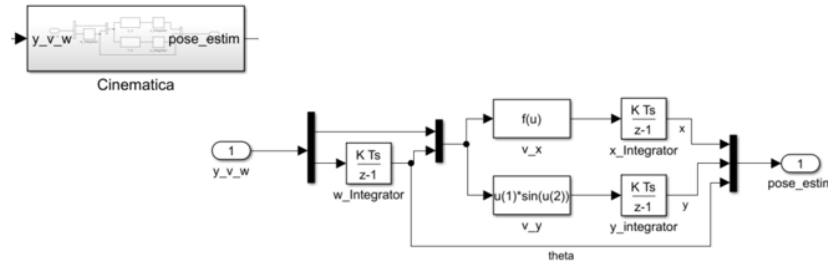 y_v_w
pose_estim
Cinematica
1
y_v_w
K Ts
z-1
w_Integrator
f(u)
v_x
K Ts
z-1
x_Integrator
x
u(1)*sin(u(2))
v_y
K Ts
z-1
y_integrator
y
theta
1
pose_estim